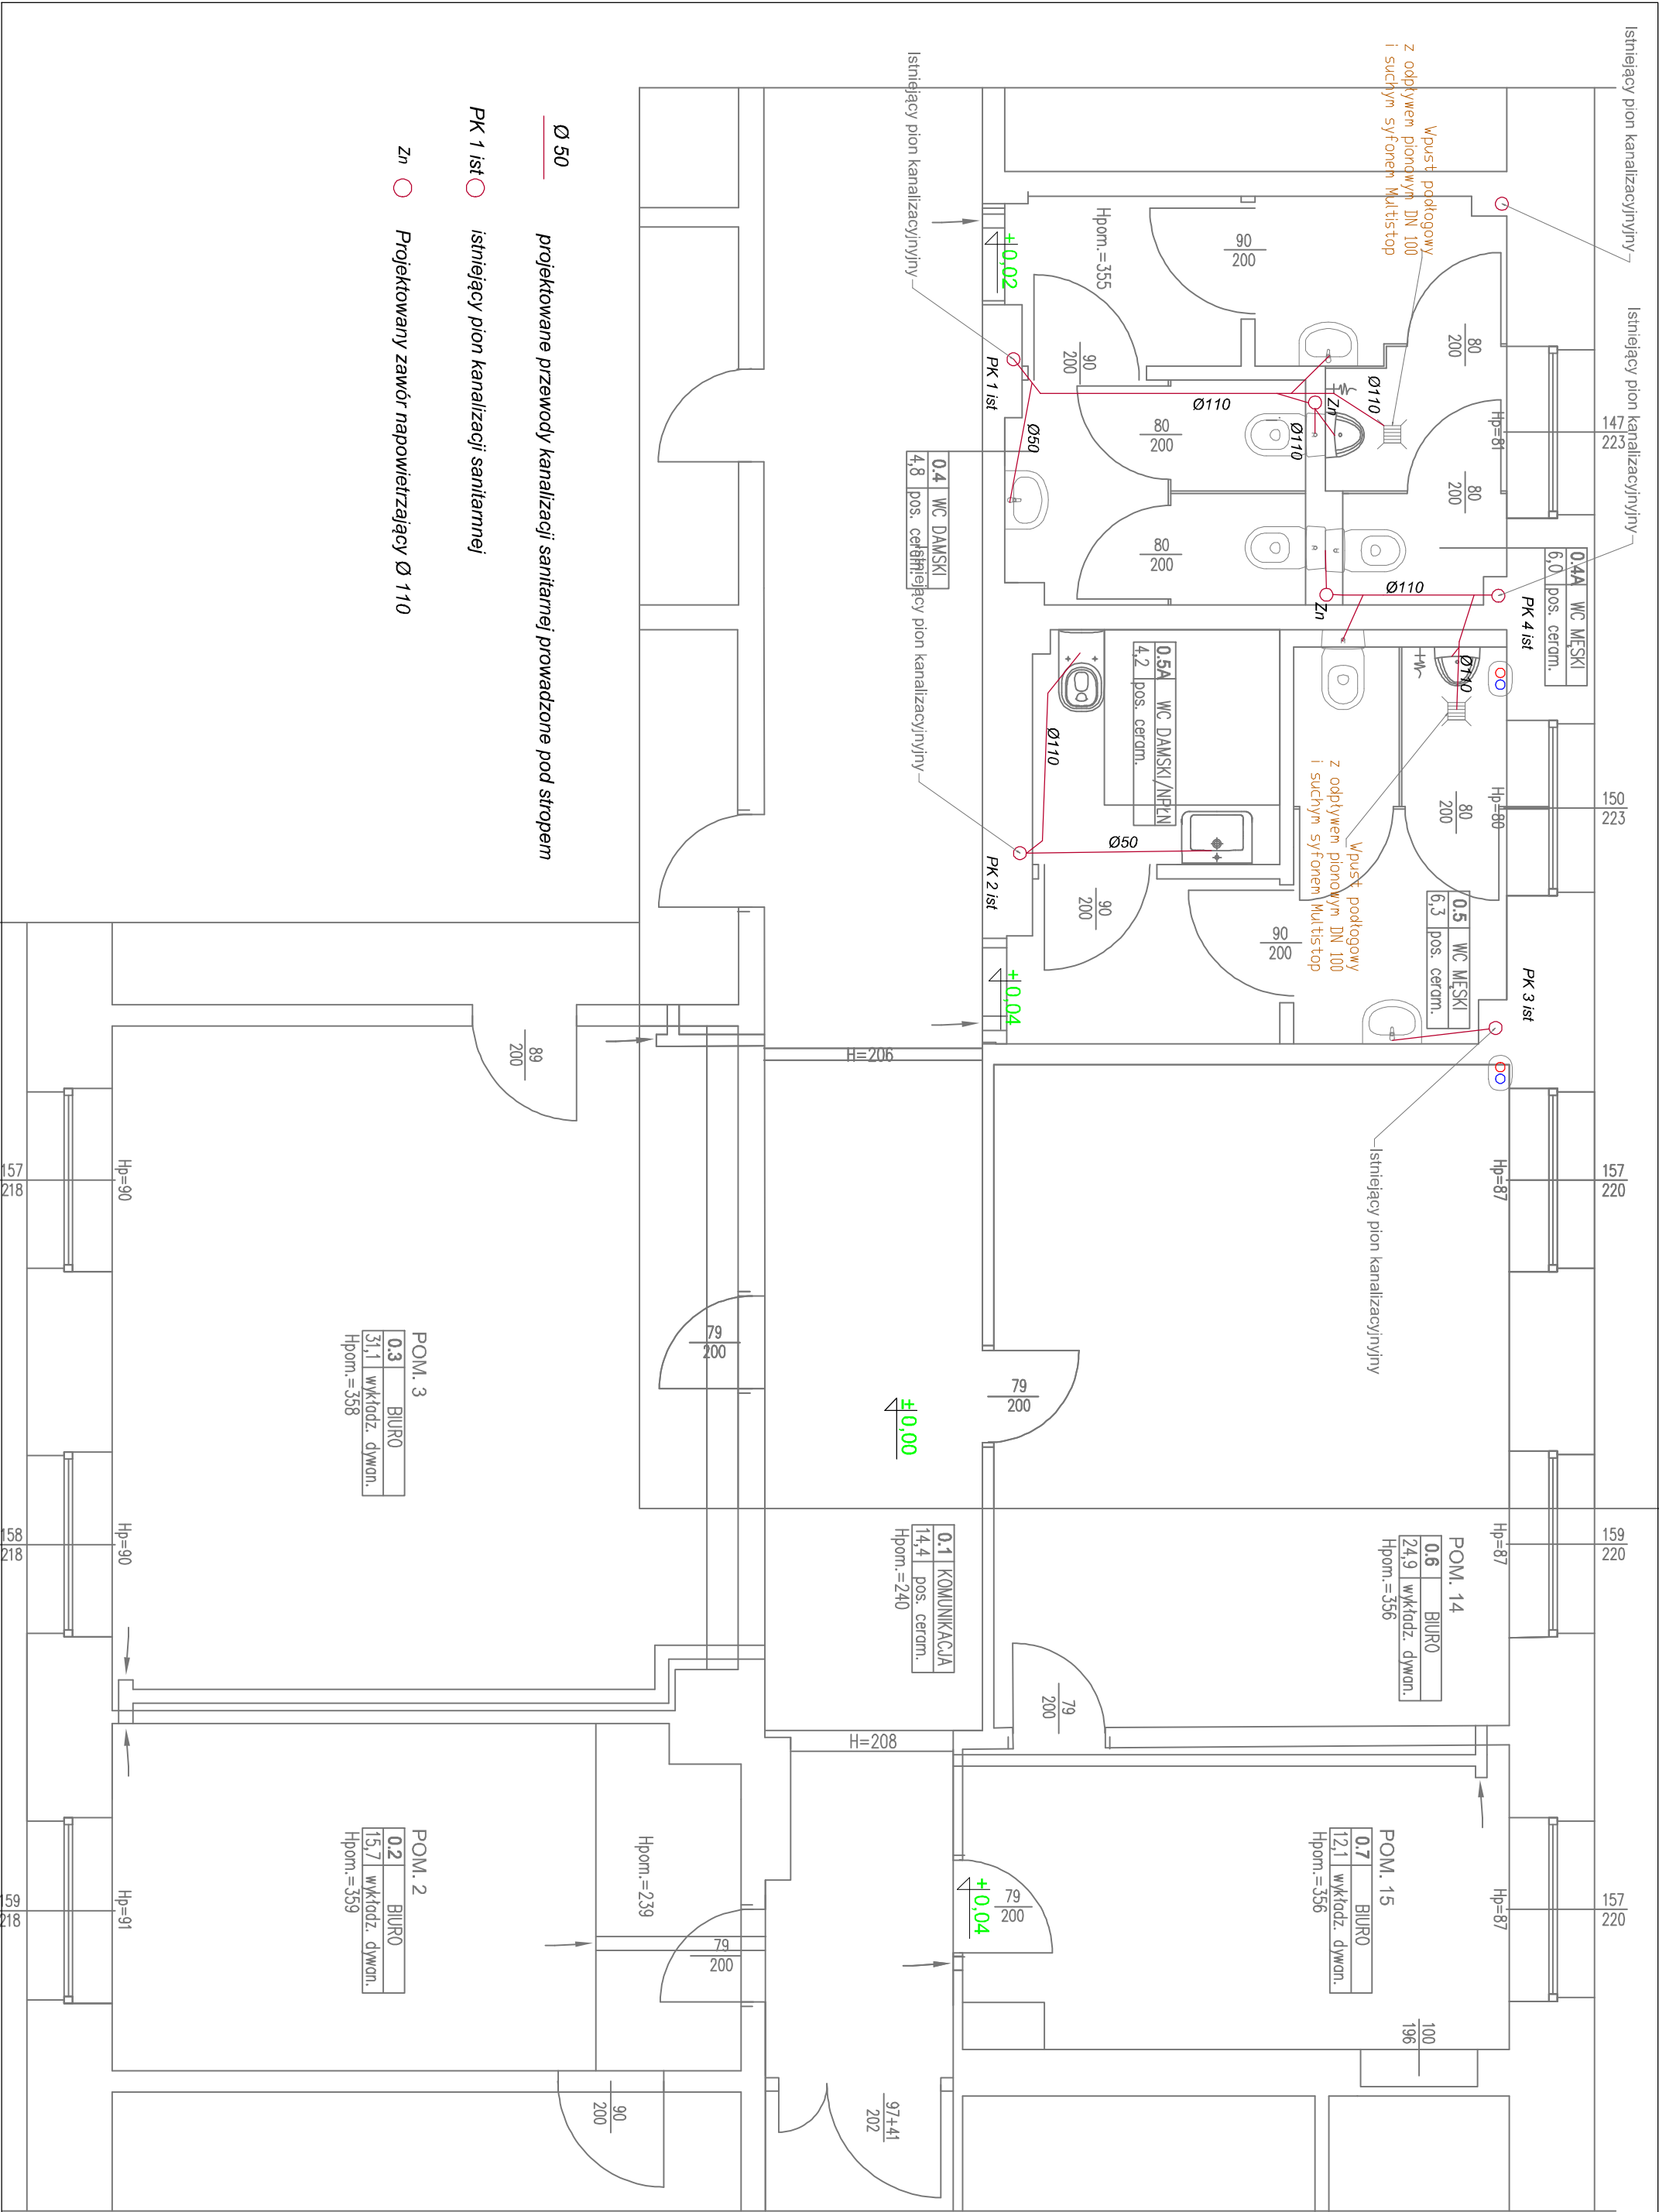 Istniejący pion kanalizacyjnyjny
Istniejący pion kanalizacyjnyjny
147
223
150
223
157
220
159
220
157
220
Wpust podłogowy
z odpływem pionowym DN 100
i suchym syfonem Multistop
80
200
Hp=81
80
200
0.4A WC MĘSKI
6,0 pos. ceram.
PK 4 ist
Hp=80
80
200
PK 3 ist
Hp=87
Hp=87
Hp=87
Ø110
Zn
Ø110
Ø110
Ø110
Zn
Ø110
Wpust podłogowy
z odpływem pionowym DN 100
i suchym syfonem Multistop
0.5 WC MĘSKI
6,3 pos. ceram.
Istniejący pion kanalizacyjnyjny
POM. 14
0.6 BIURO
24,9 wykładz. dywan.
Hpom.=356
POM. 15
0.7 BIURO
12,1 wykładz. dywan.
Hpom.=356
100
196
90
200
Hpom.=355
90
200
80
200
80
200
0.5A WC DAMSKI/NPŁN
4,2 pos. ceram.
Ø50
90
200
90
200
Ø110
+0,02
PK 1 ist
Ø50
PK 2 ist
+0,04
79
200
79
200
79
200
+0,04
Istniejący pion kanalizacyjnyjny
0.4 WC DAMSKI
4,8 pos. ceram.
Istniejący pion kanalizacyjnyjny
H=206
±0,00
0.1 KOMUNIKACJA
14,4 pos. ceram.
Hpom.=240
H=208
97+41
202
79
200
79
200
Hpom.=239
90
200
Ø 50
projektowane przewody kanalizacji sanitarnej prowadzone pod stropem
PK 1 ist
istniejący pion kanalizacji sanitarnnej
Zn
Projektowany zawór napowietrzający Ø 110
89
200
POM. 3
0.3 BIURO
31,1 wykładz. dywan.
Hpom.=358
POM. 2
0.2 BIURO
15,7 wykładz. dywan.
Hpom.=359
Hp=90
Hp=90
Hp=91
157
218
158
218
159
218